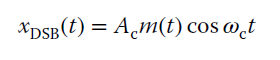 x_DSB(t) = A_c m(t) cos ω_c t